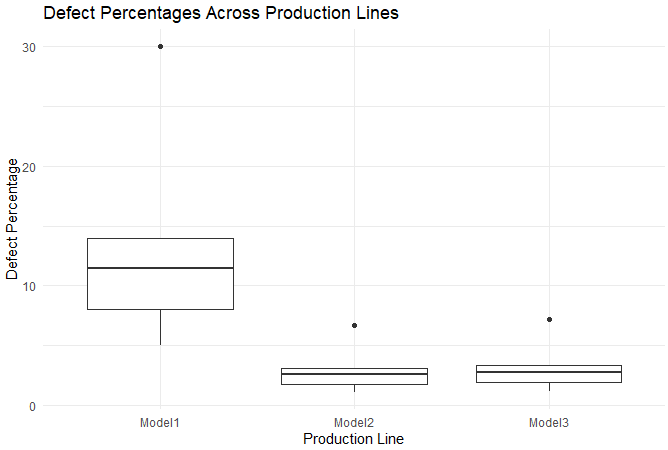 Defect Percentages Across Production Lines
30
20
10
0
Defect Percentage
Model1 Model2 Model3
Production Line